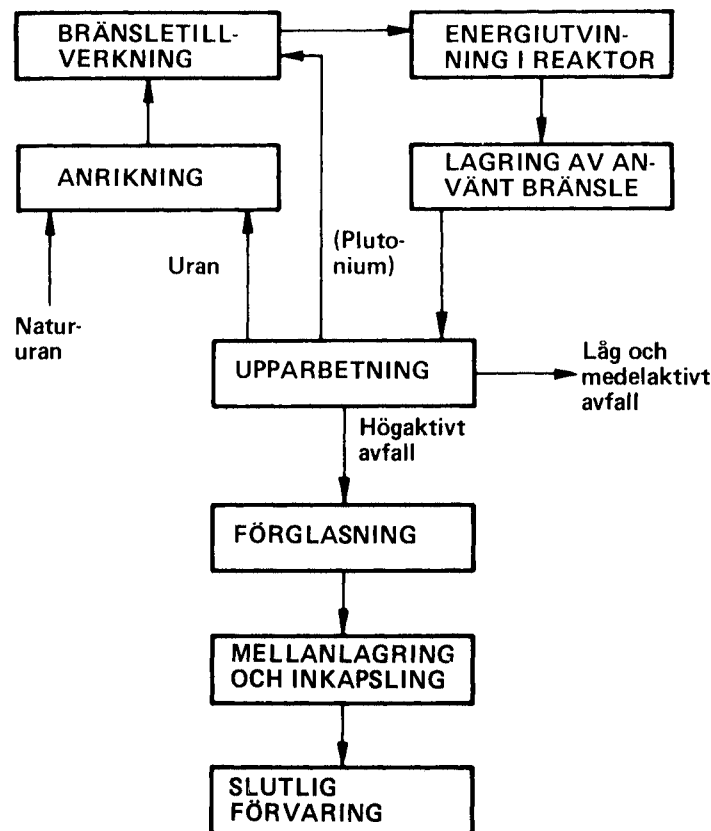 BRÄNSLETILL-
VERKNING
ENERGIUTVIN-
NING I REAKTOR
ANRIKNING
LAGRING AV AN-
VÄNT BRÄNSLE
Uran
(Pluto-
nium)
Natur-
uran
UPPARBETNING
Låg och
medelaktivt
avfall
Högaktivt
avfall
FÖRGLASNING
MELLANLAGRING
OCH INKAPSLING
SLUTLIG
FÖRVARING